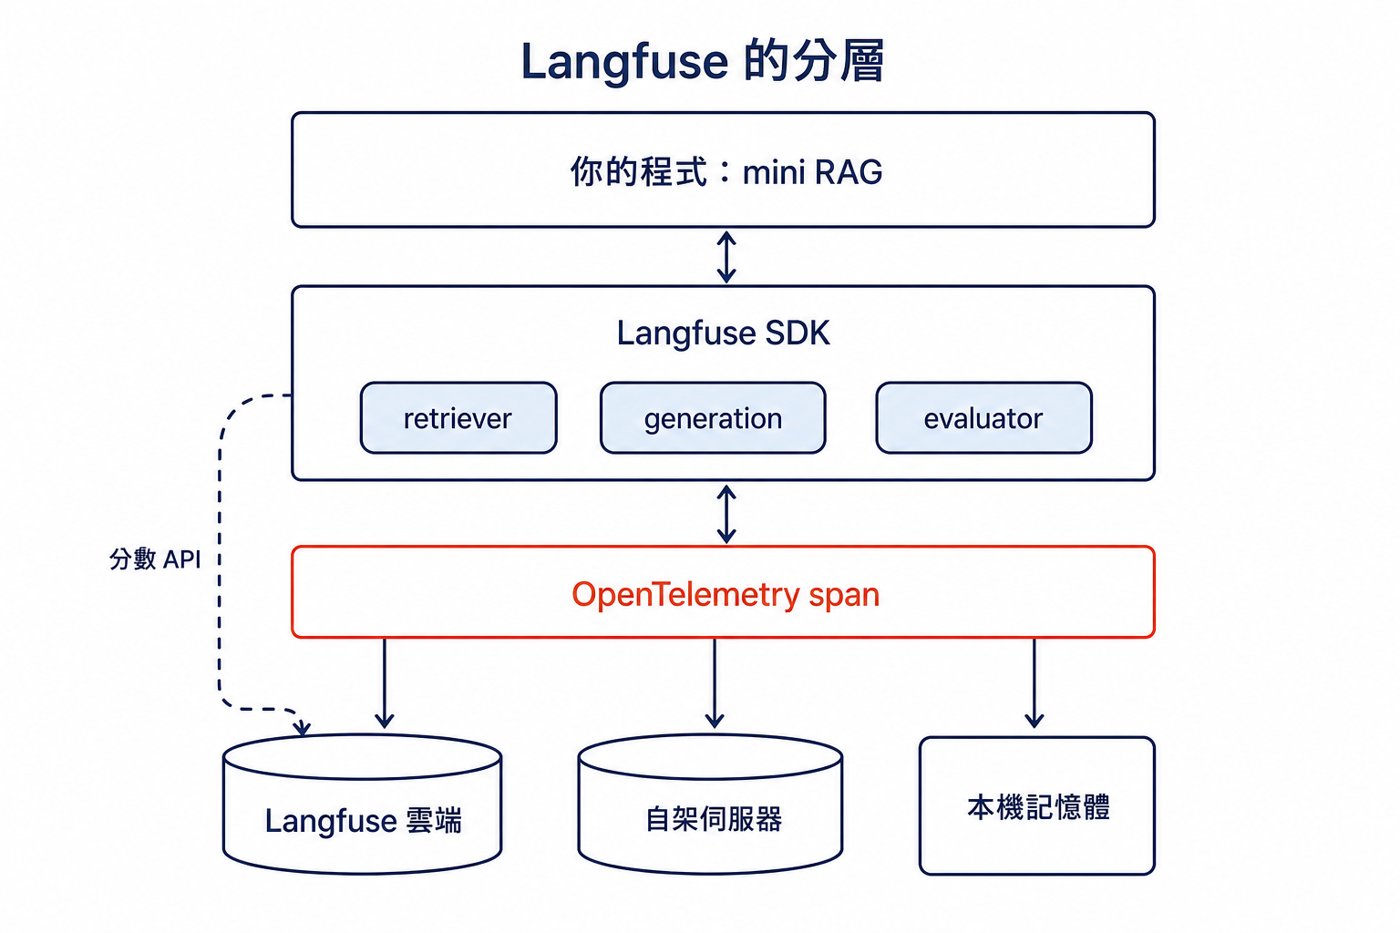 Langfuse 的分層
你的程式：mini RAG
Langfuse SDK
retriever
generation
evaluator
分數 API
OpenTelemetry span
Langfuse 雲端
自架伺服器
本機記憶體